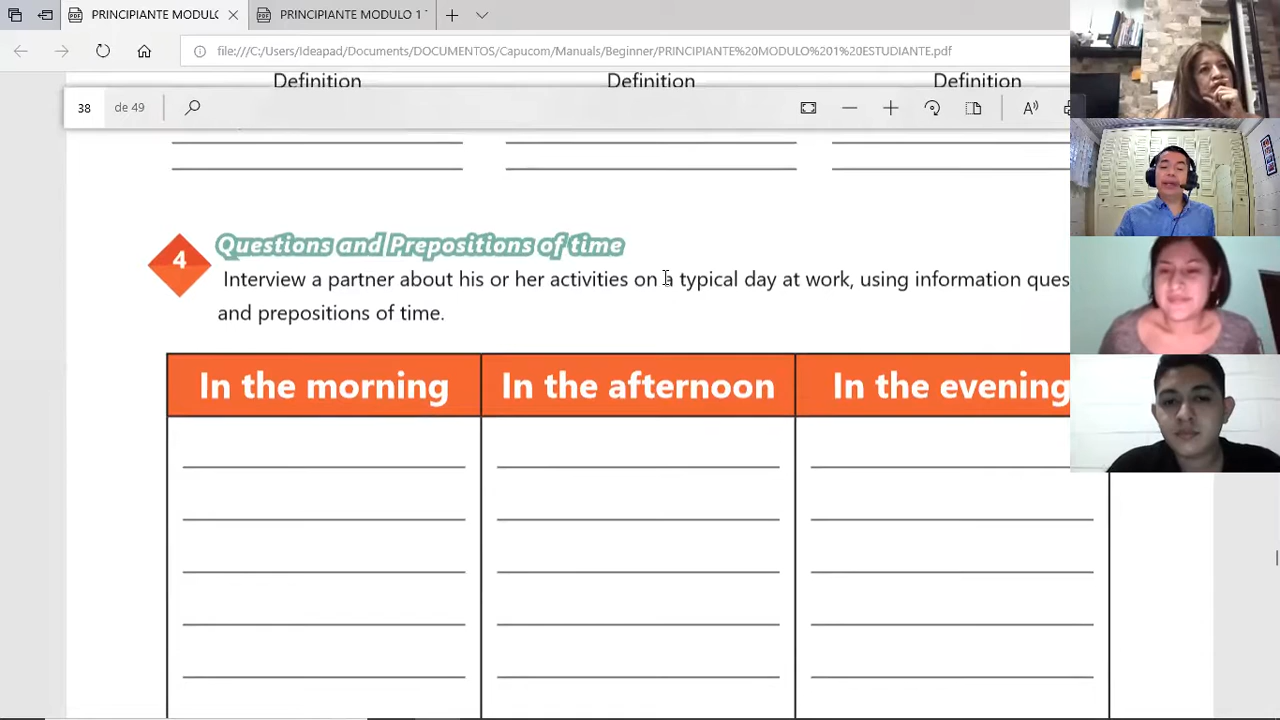 PRINCIPIANTE MODULO
PRINCIPIANTE MODULO 1
file:///C:/Users/Ideapad/Documents/DOCUMENTOS/Capucom/Manuals/Beginner/PRINCIPIANTE%20MODULO%201%20ESTUDIANTE.pdf
Definition Definition Definition
38 de 49
4 Questions and Prepositions of time
Interview a partner about his or her activities on a typical day at work, using information ques
and prepositions of time.
In the morning In the afternoon In the evening